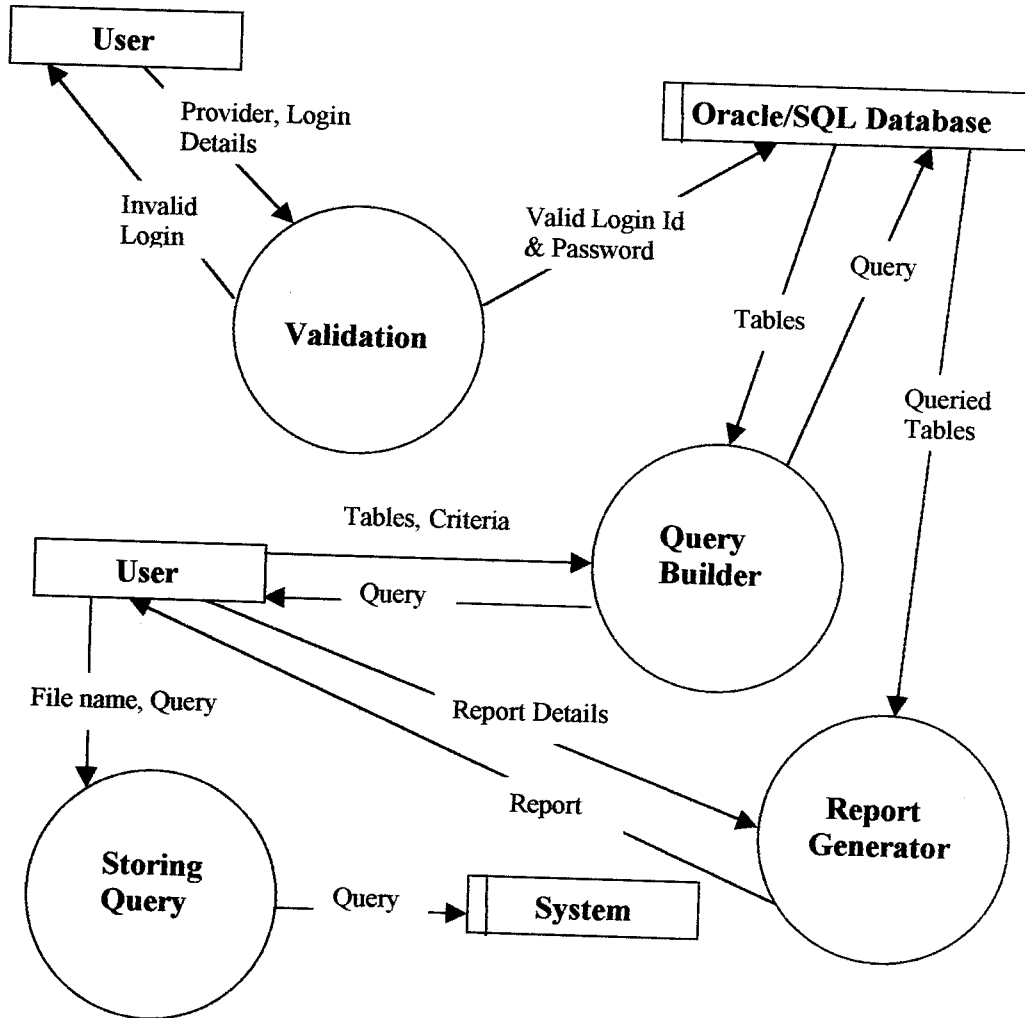 User
Provider, Login
Details
Oracle/SQL Database
Invalid
Login
Valid Login Id
& Password
Query
Validation
Tables
Queried
Tables
Tables, Criteria
Query
Builder
User
Query
File name, Query
Report Details
Report
Report
Generator
Storing
Query
Query
System